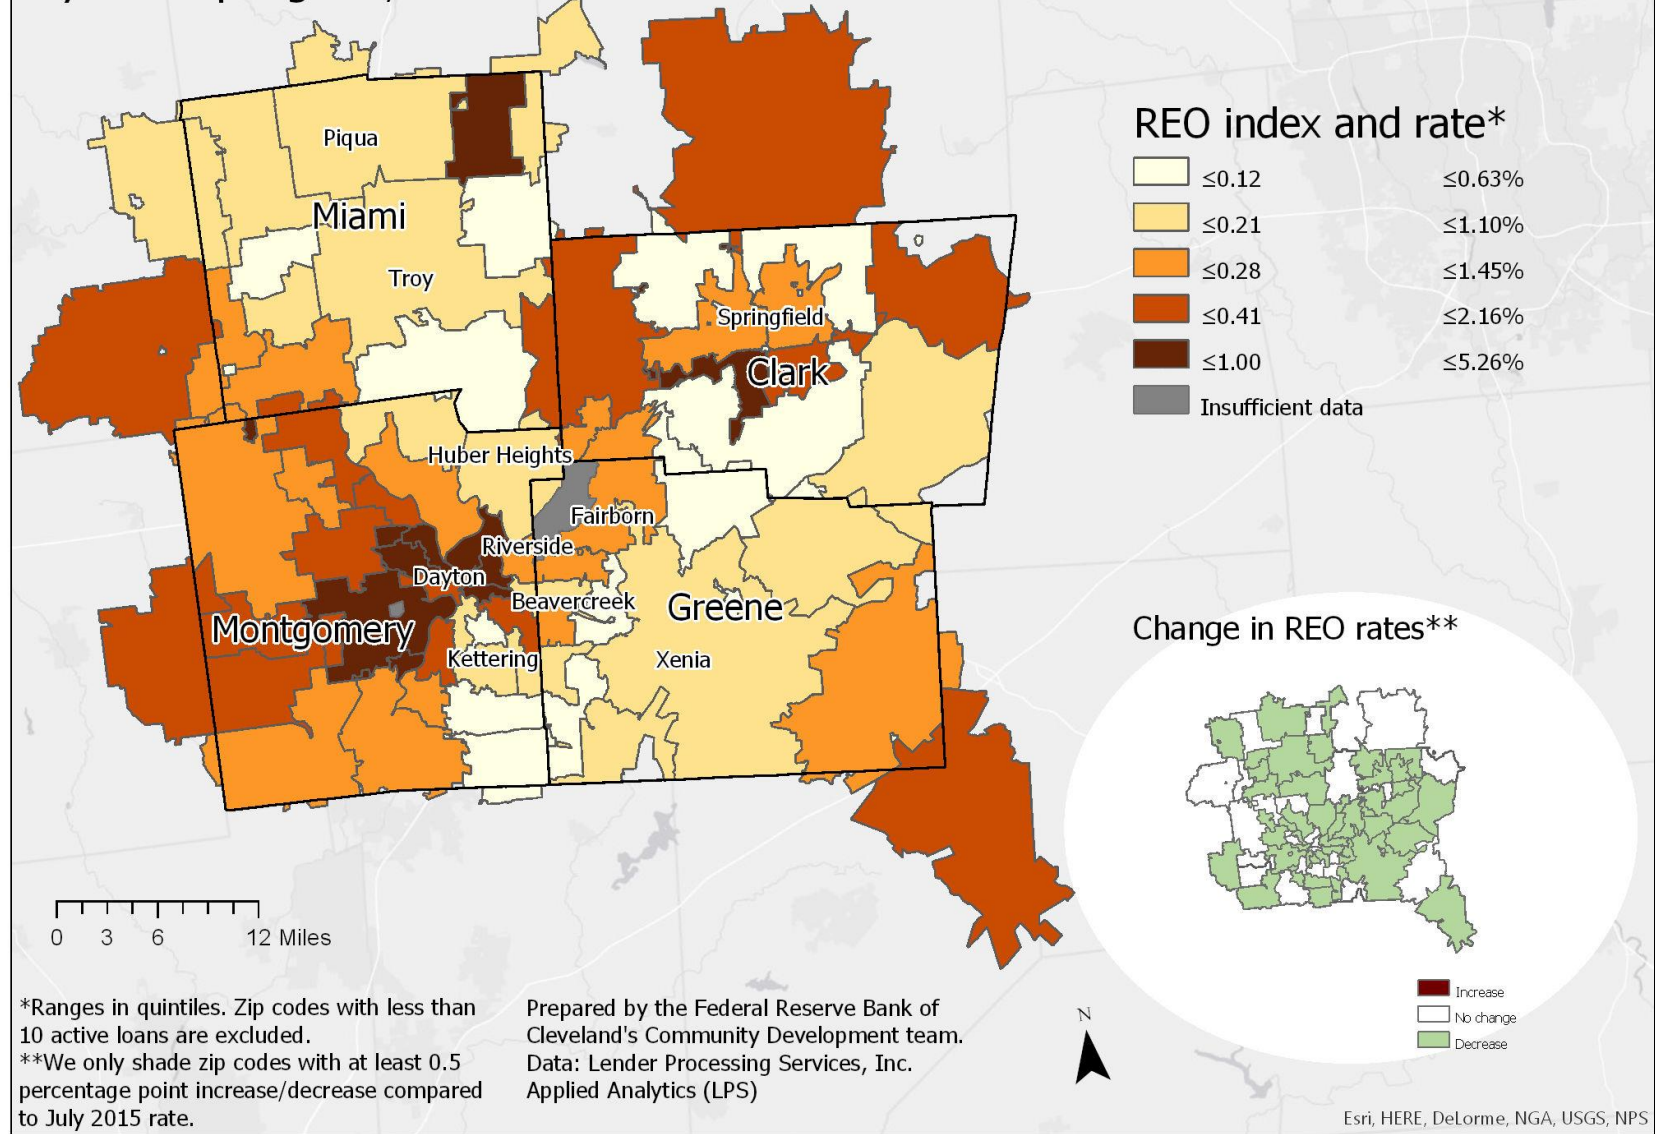 Piqua
Miami
Troy
Springfield
Clark
Huber Heights
Fairborn
Riverside
Dayton
Beavercreek
Greene
Montgomery
Kettering
Xenia
REO index and rate*
≤0.12 ≤0.63%
≤0.21 ≤1.10%
≤0.28 ≤1.45%
≤0.41 ≤2.16%
≤1.00 ≤5.26%
Insufficient data
Change in REO rates**
Increase
No change
Decrease
0 3 6 12 Miles
*Ranges in quintiles. Zip codes with less than
10 active loans are excluded.
**We only shade zip codes with at least 0.5
percentage point increase/decrease compared
to July 2015 rate.
Prepared by the Federal Reserve Bank of
Cleveland's Community Development team.
Data: Lender Processing Services, Inc.
Applied Analytics (LPS)
N
Esri, HERE, DeLorme, NGA, USGS, NPS